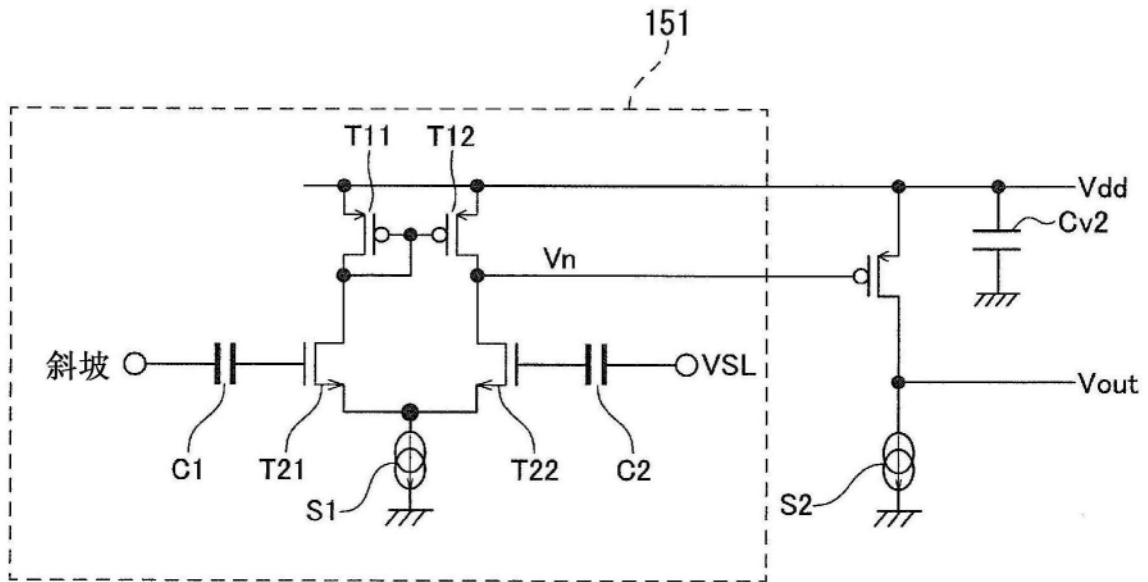 151
T11
T12
Vdd
Cv2
Vn
斜坡
VSL
Vout
C1
T21
S1
T22
C2
S2